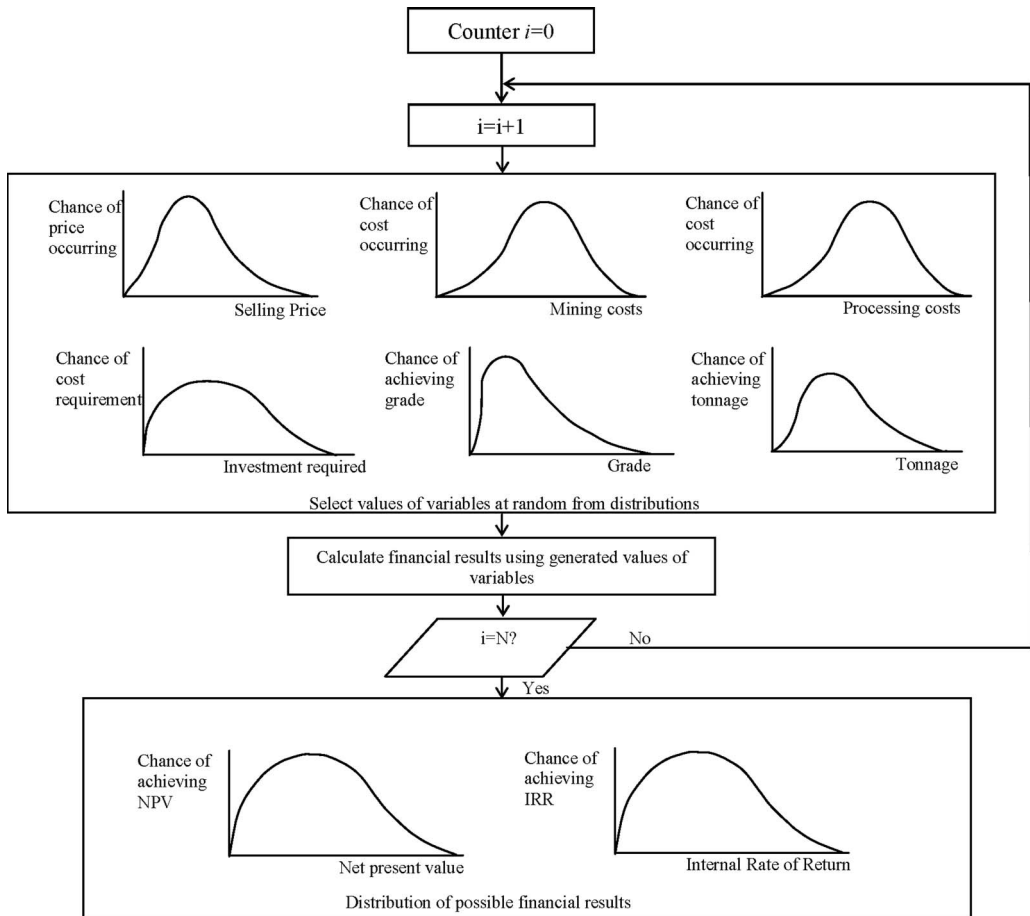 Counter i=0
i=i+1
Chance of
price
occurring
Selling Price
Chance of
cost
occurring
Mining costs
Chance of
cost
occurring
Processing costs
Chance of
cost
requirement
Investment required
Chance of
achieving
grade
Grade
Chance of
achieving
tonnage
Tonnage
Select values of variables at random from distributions
Calculate financial results using generated values of
variables
i=N?
No
Yes
Chance of
achieving
NPV
Net present value
Chance of
achieving
IRR
Internal Rate of Return
Distribution of possible financial results